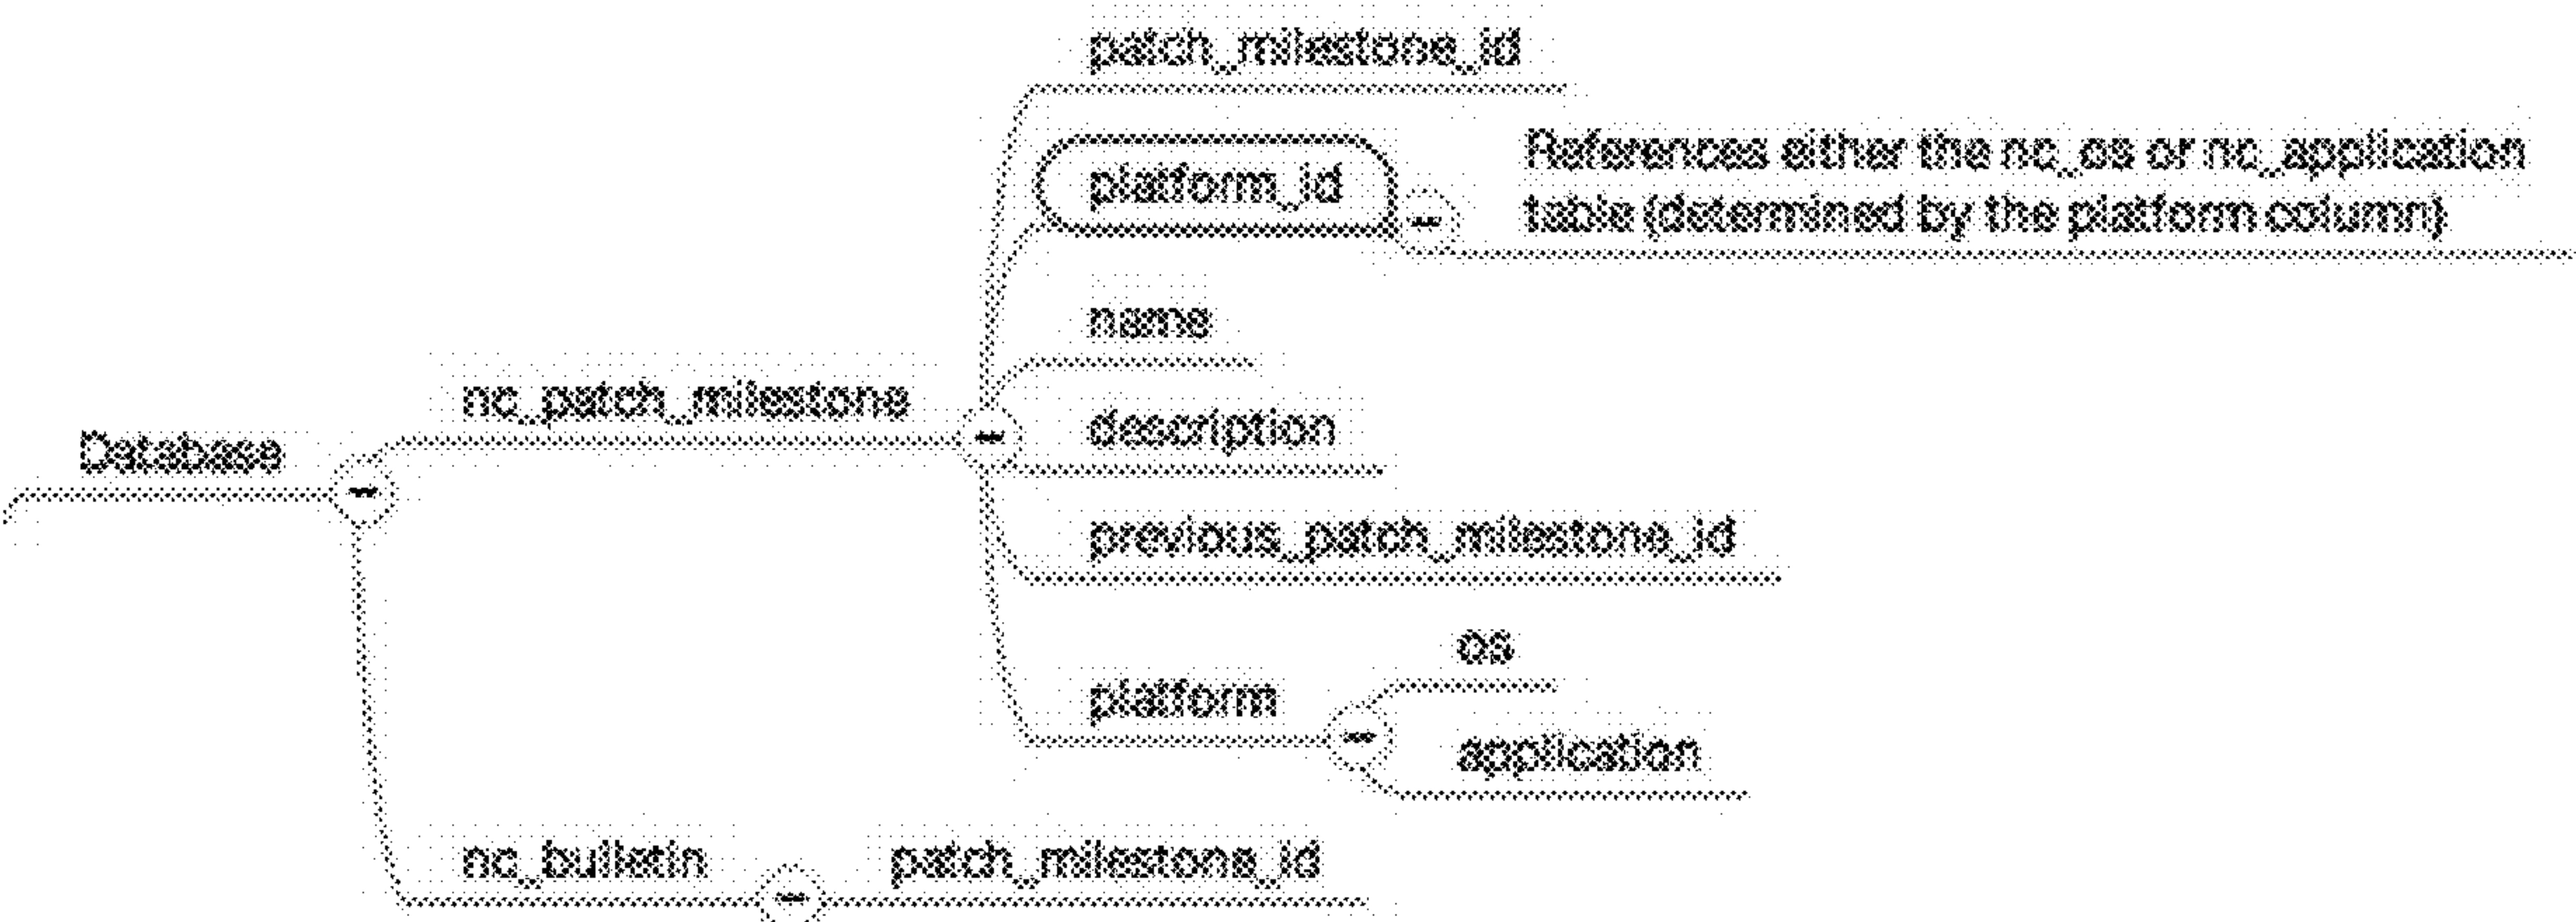 patch_milestone_id
platform_id
References either the nc_os or nc_application
table (determined by the platform column)
name
description
previous_patch_milestone_id
platform
os
application
nc_patch_milestone
Database
nc_bulletin
patch_milestone_id